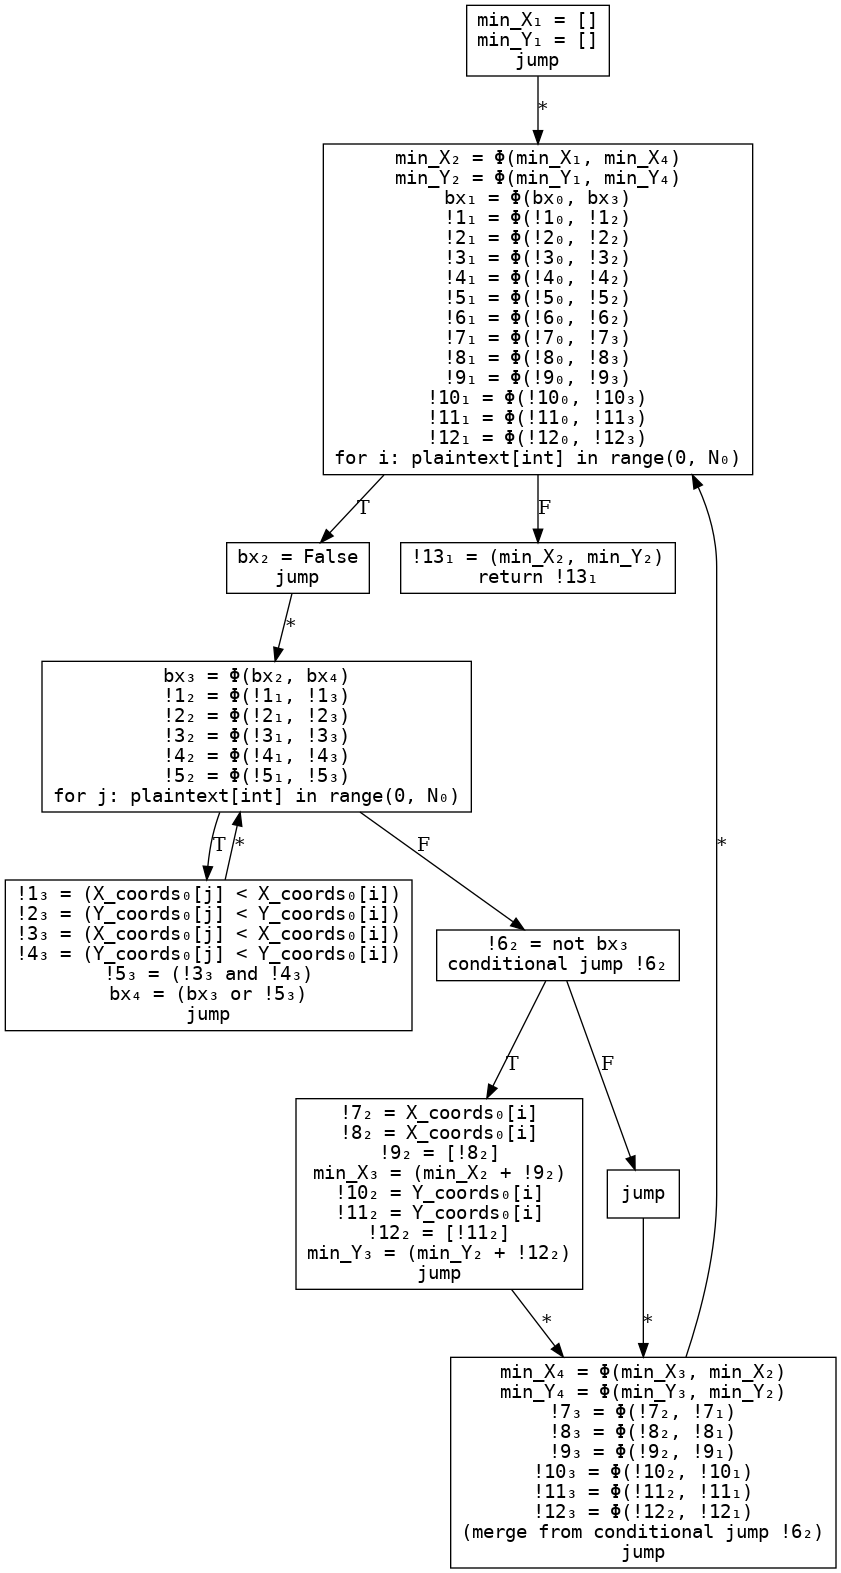 min_X₁ = []
min_Y₁ = []
jump
*
min_X₂ = Φ(min_X₁, min_X₄)
min_Y₂ = Φ(min_Y₁, min_Y₄)
bx₁ = Φ(bx₀, bx₃)
!1₁ = Φ(!1₀, !1₂)
!2₁ = Φ(!2₀, !2₂)
!3₁ = Φ(!3₀, !3₂)
!4₁ = Φ(!4₀, !4₂)
!5₁ = Φ(!5₀, !5₂)
!6₁ = Φ(!6₀, !6₂)
!7₁ = Φ(!7₀, !7₃)
!8₁ = Φ(!8₀, !8₃)
!9₁ = Φ(!9₀, !9₃)
!10₁ = Φ(!10₀, !10₃)
!11₁ = Φ(!11₀, !11₃)
!12₁ = Φ(!12₀, !12₃)
for i: plaintext[int] in range(0, N₀)
T
F
bx₂ = False
jump
!13₁ = (min_X₂, min_Y₂)
return !13₁
*
bx₃ = Φ(bx₂, bx₄)
!1₂ = Φ(!1₁, !1₃)
!2₂ = Φ(!2₁, !2₃)
!3₂ = Φ(!3₁, !3₃)
!4₂ = Φ(!4₁, !4₃)
!5₂ = Φ(!5₁, !5₃)
for j: plaintext[int] in range(0, N₀)
T
*
F
*
!1₃ = (X_coords₀[j] < X_coords₀[i])
!2₃ = (Y_coords₀[j] < Y_coords₀[i])
!3₃ = (X_coords₀[j] < X_coords₀[i])
!4₃ = (Y_coords₀[j] < Y_coords₀[i])
!5₃ = (!3₃ and !4₃)
bx₄ = (bx₃ or !5₃)
jump
!6₂ = not bx₃
conditional jump !6₂
T
F
!7₂ = X_coords₀[i]
!8₂ = X_coords₀[i]
!9₂ = [!8₂]
min_X₃ = (min_X₂ + !9₂)
!10₂ = Y_coords₀[i]
!11₂ = Y_coords₀[i]
!12₂ = [!11₂]
min_Y₃ = (min_Y₂ + !12₂)
jump
jump
*
*
min_X₄ = Φ(min_X₃, min_X₂)
min_Y₄ = Φ(min_Y₃, min_Y₂)
!7₃ = Φ(!7₂, !7₁)
!8₃ = Φ(!8₂, !8₁)
!9₃ = Φ(!9₂, !9₁)
!10₃ = Φ(!10₂, !10₁)
!11₃ = Φ(!11₂, !11₁)
!12₃ = Φ(!12₂, !12₁)
(merge from conditional jump !6₂)
jump